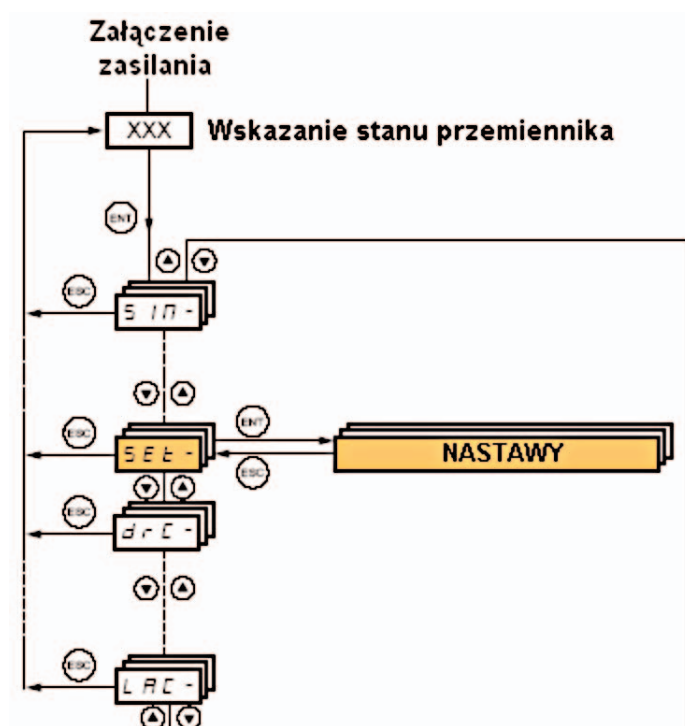 Załączenie
zasilania
XXX
Wskazanie stanu przemiennika
ENT
ESC
SIM-
ESC
ENT
SEt-
NASTAWY
ESC
ESC
drC-
ESC
LAC-